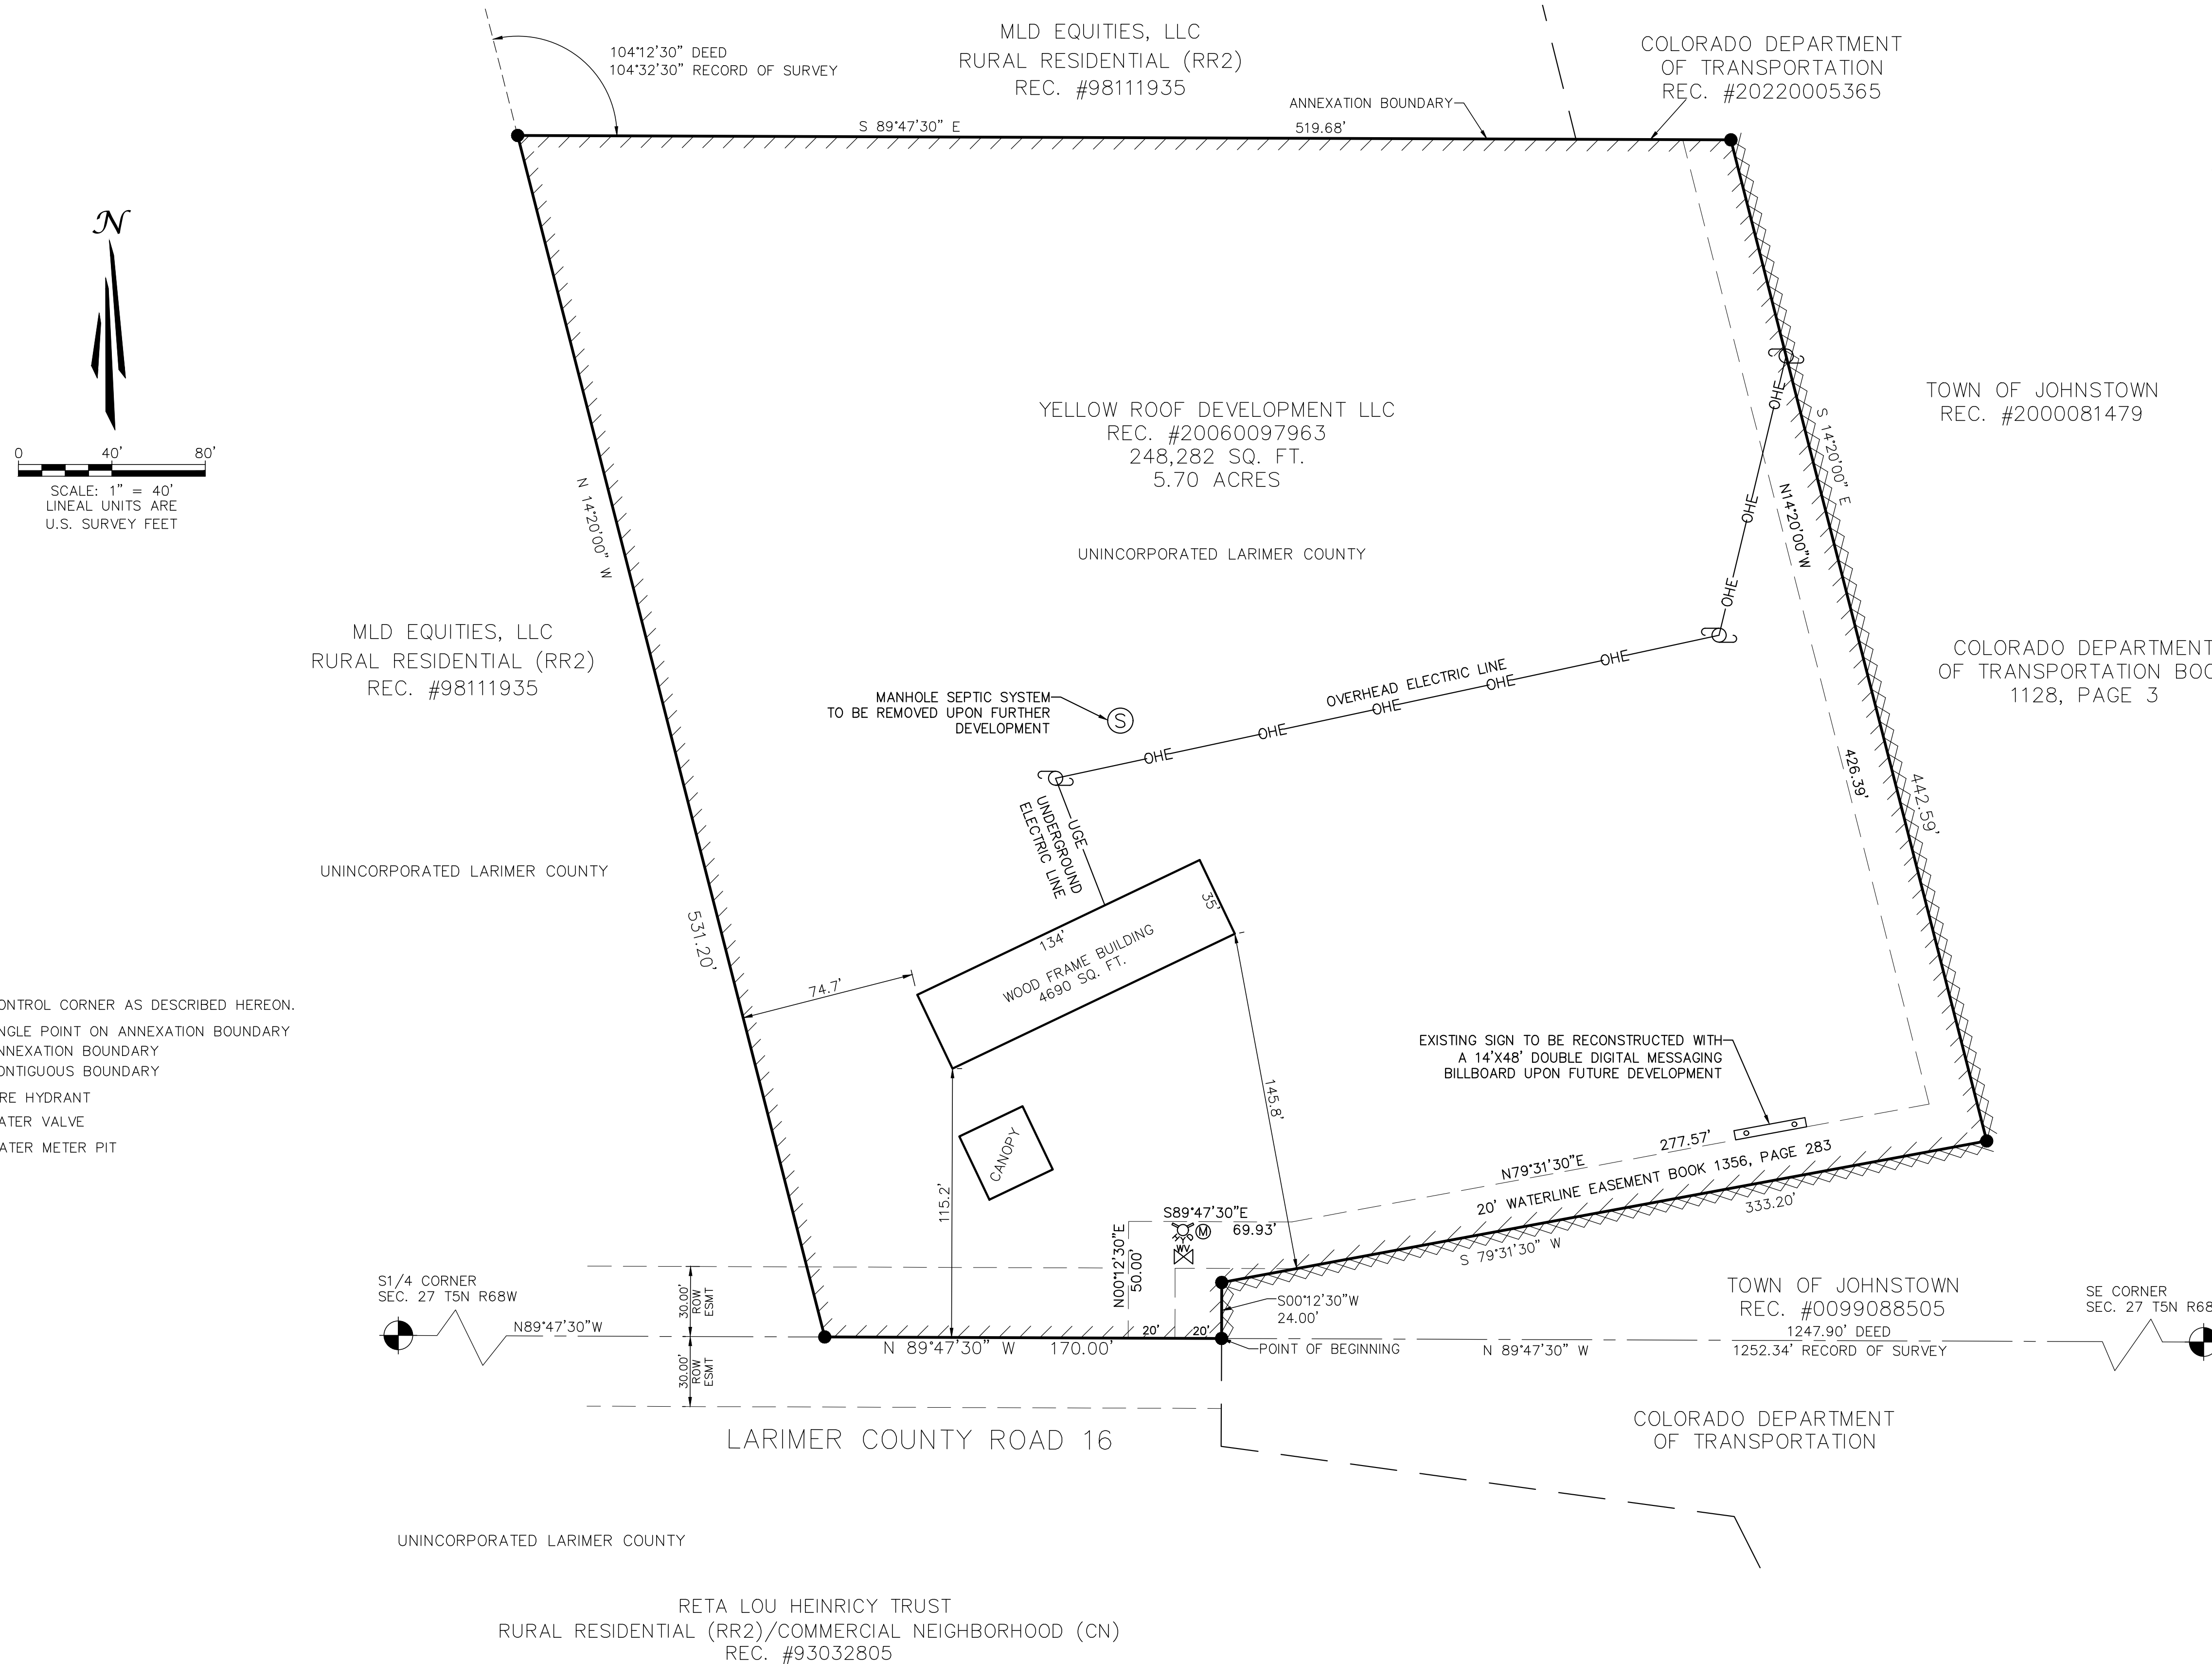 MLD EQUITIES, LLC
RURAL RESIDENTIAL (RR2)
REC. #98111935
COLORADO DEPARTMENT
OF TRANSPORTATION
REC. #20220005365
104°12'30" DEED
104°32'30" RECORD OF SURVEY
ANNEXATION BOUNDARY
S 89°47'30" E
519.68'
N
0 40' 80'
SCALE: 1" = 40'
LINEAL UNITS ARE
U.S. SURVEY FEET
YELLOW ROOF DEVELOPMENT LLC
REC. #20060097963
248,282 SQ. FT.
5.70 ACRES
UNINCORPORATED LARIMER COUNTY
TOWN OF JOHNSTOWN
REC. #2000081479
N 14°20'00" W
531.20'
S 14°20'00" E
442.59'
N14°20'00"W
426.39'
OHE
OHE
OHE
MLD EQUITIES, LLC
RURAL RESIDENTIAL (RR2)
REC. #98111935
COLORADO DEPARTMENT
OF TRANSPORTATION BOO
1128, PAGE 3
MANHOLE SEPTIC SYSTEM
TO BE REMOVED UPON FURTHER
DEVELOPMENT
S
OVERHEAD ELECTRIC LINE
OHE
OHE
OHE
OHE
OHE
UGE
UNDERGROUND
ELECTRIC LINE
UNINCORPORATED LARIMER COUNTY
134'
35'
WOOD FRAME BUILDING
4690 SQ. FT.
74.7'
145.8'
115.2'
CANOPY
ONTROL CORNER AS DESCRIBED HEREON.
NGLE POINT ON ANNEXATION BOUNDARY
NNEXATION BOUNDARY
ONTIGUOUS BOUNDARY
RE HYDRANT
ATER VALVE
ATER METER PIT
EXISTING SIGN TO BE RECONSTRUCTED WITH
A 14'X48' DOUBLE DIGITAL MESSAGING
BILLBOARD UPON FUTURE DEVELOPMENT
N79°31'30"E
277.57'
20' WATERLINE EASEMENT BOOK 1356, PAGE 283
S 79°31'30" W
333.20'
S89°47'30"E
69.93'
M
WV
N00°12'30"E
50.00'
20'
20'
S00°12'30"W
24.00'
S1/4 CORNER
SEC. 27 T5N R68W
N89°47'30"W
30.00'
ROW
ESMT
30.00'
ROW
ESMT
N 89°47'30" W 170.00'
POINT OF BEGINNING
TOWN OF JOHNSTOWN
REC. #0099088505
1247.90' DEED
N 89°47'30" W
1252.34' RECORD OF SURVEY
SE CORNER
SEC. 27 T5N R68
LARIMER COUNTY ROAD 16
COLORADO DEPARTMENT
OF TRANSPORTATION
UNINCORPORATED LARIMER COUNTY
RETA LOU HEINRICY TRUST
RURAL RESIDENTIAL (RR2)/COMMERCIAL NEIGHBORHOOD (CN)
REC. #93032805